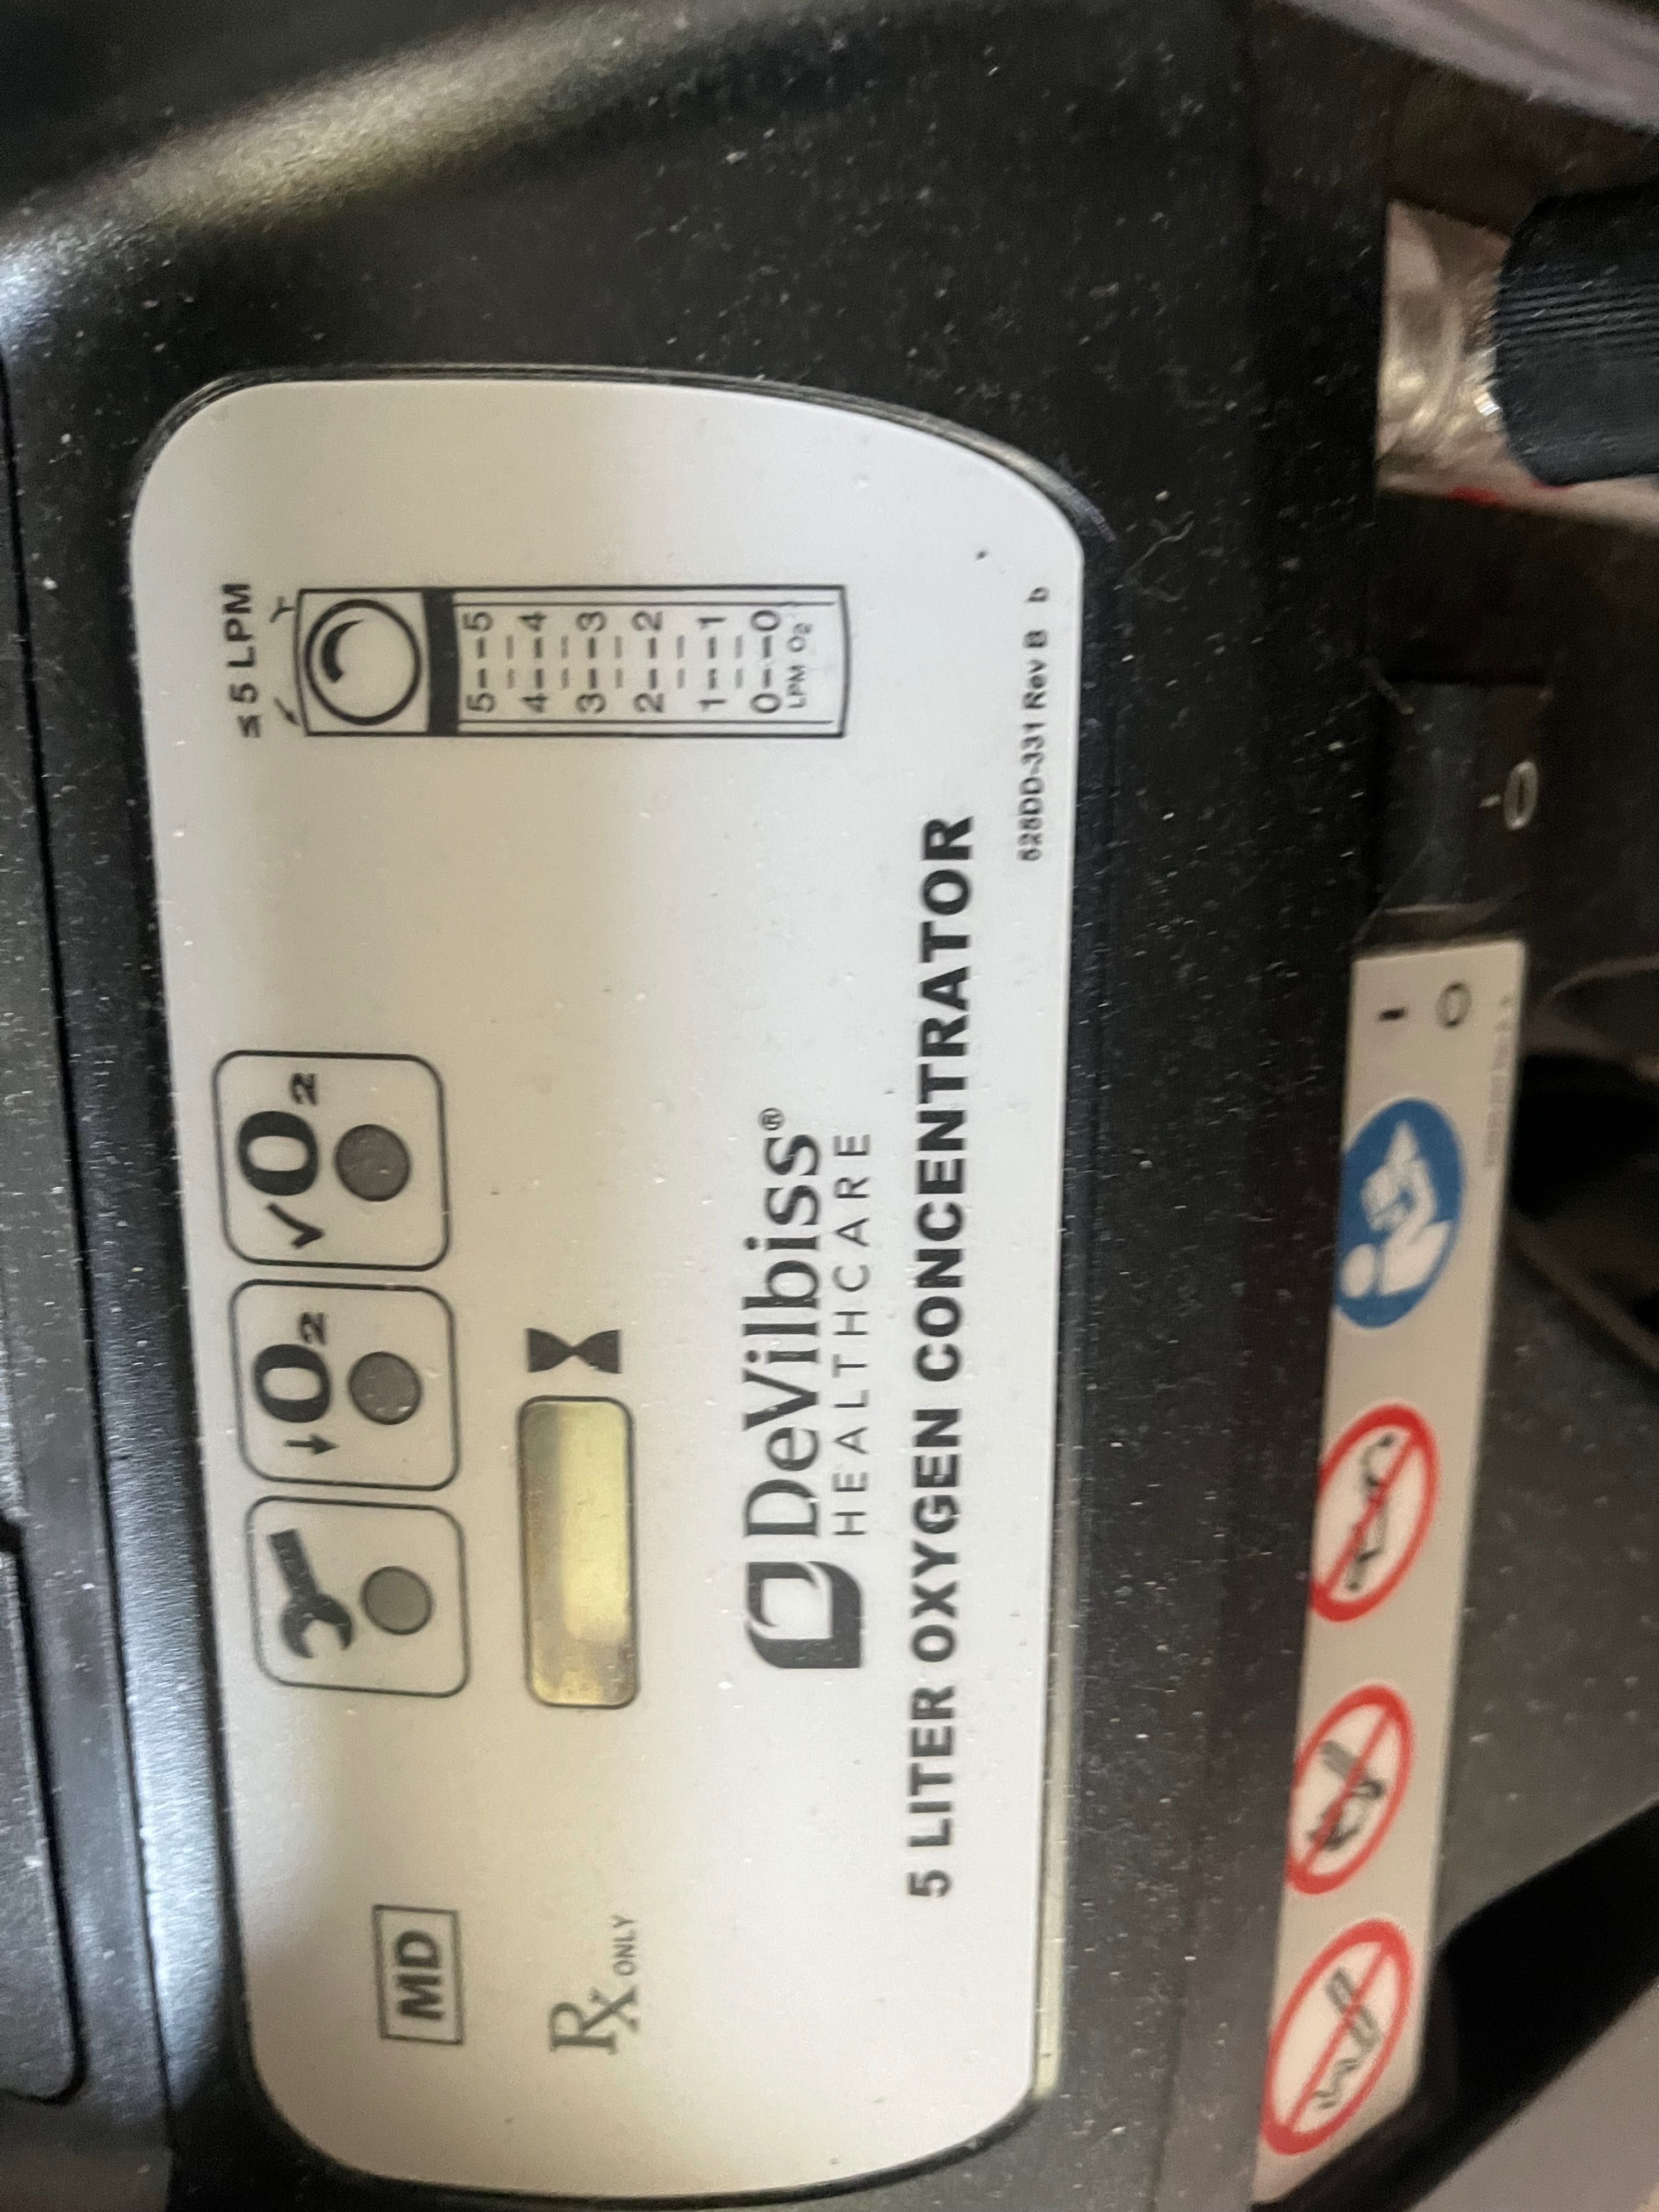 MD
↓O₂
✓O₂
≤ 5 LPM
5 5
4 4
3 3
2 2
1 1
0 0
LPM O₂
Rx ONLY
DeVilbiss®
HEALTHCARE
5 LITER OXYGEN CONCENTRATOR
525DD-331 Rev B b
I
O